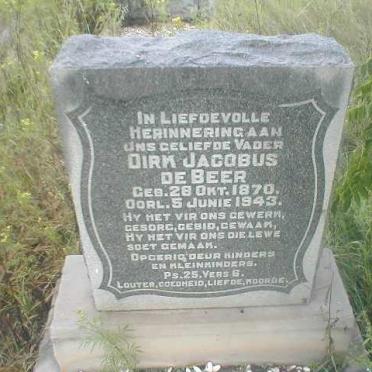 IN LIEFDEVOLLE
HERINNERING AAN
ONS GELIEFDE VADER
DIRK JACOBUS
DE BEER
GEB. 28 OKT. 1870.
OORL. 5 JUNIE 1943.
HY HET VIR ONS GEWERK,
GESORG, GEBID, GEWAAK,
HY HET VIR ONS DIE LEWE
SOET GEMAAK.
OPGERIG DEUR KINDERS
EN KLEINKINDERS.
PS. 25. VERS 6.
LOUTER, GOEDHEID, LIEFDE,